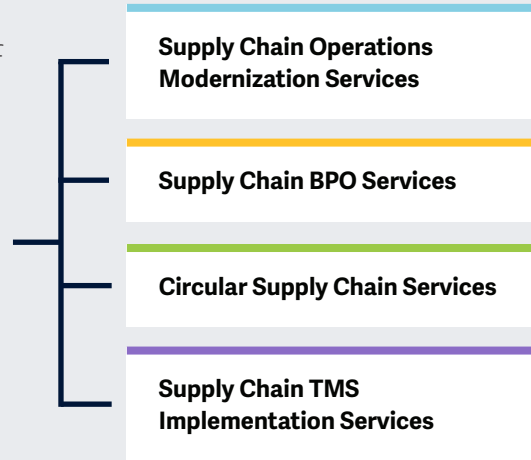 Supply Chain Operations
Modernization Services
Supply Chain BPO Services
Circular Supply Chain Services
Supply Chain TMS
Implementation Services